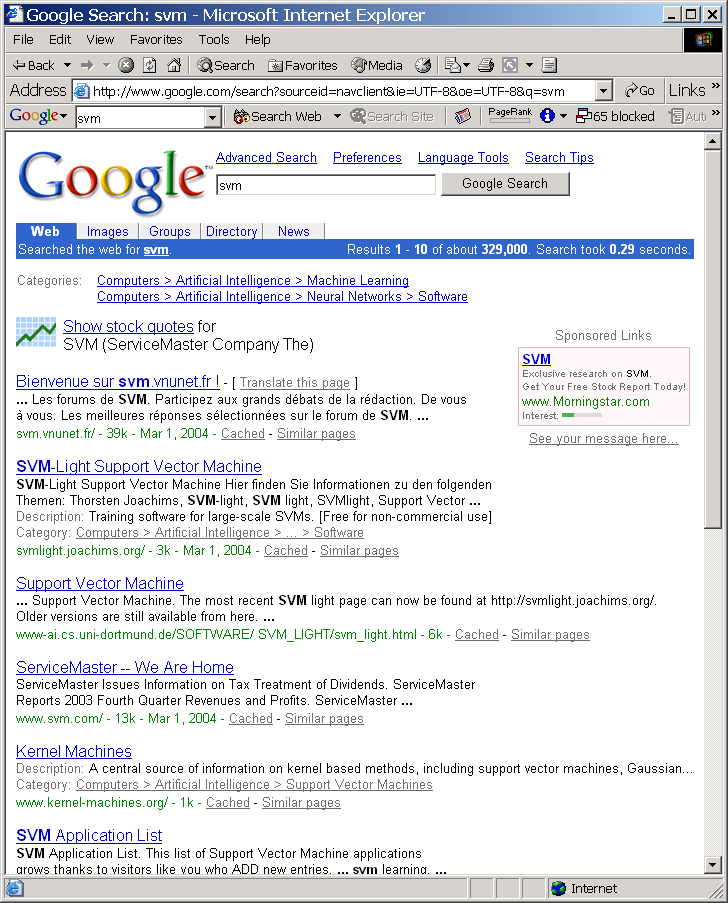 Google Search: svm - Microsoft Internet Explorer
File Edit View Favorites Tools Help
Back Search Favorites Media
Address http://www.google.com/search?sourceid=navclient&ie=UTF-8&oe=UTF-8&q=svm Go Links »
Google svm Search Web Search Site PageRank 65 blocked Aut »
Google™
Advanced Search Preferences Language Tools Search Tips
svm Google Search
Web Images Groups Directory News
Searched the web for svm. Results 1 - 10 of about 329,000. Search took 0.29 seconds.
Categories: Computers > Artificial Intelligence > Machine Learning
Computers > Artificial Intelligence > Neural Networks > Software
Show stock quotes for
SVM (ServiceMaster Company The)
Sponsored Links
SVM
Exclusive research on SVM.
Get Your Free Stock Report Today!
www.Morningstar.com
Interest:
See your message here...
Bienvenue sur svm.vnunet.fr ! - [ Translate this page ]
... Les forums de SVM. Participez aux grands débats de la rédaction. De vous
à vous. Les meilleures réponses sélectionnées sur le forum de SVM. ...
svm.vnunet.fr/ - 39k - Mar 1, 2004 - Cached - Similar pages
SVM-Light Support Vector Machine
SVM-Light Support Vector Machine Hier finden Sie Informationen zu den folgenden
Themen: Thorsten Joachims, SVM-light, SVM light, SVMlight, Support Vector ...
Description: Training software for large-scale SVMs. [Free for non-commercial use]
Category: Computers > Artificial Intelligence > ... > Software
svmlight.joachims.org/ - 3k - Mar 1, 2004 - Cached - Similar pages
Support Vector Machine
... Support Vector Machine. The most recent SVM light page can now be found at http://svmlight.joachims.org/.
Older versions are still available from here. ...
www-ai.cs.uni-dortmund.de/SOFTWARE/ SVM_LIGHT/svm_light.html - 6k - Cached - Similar pages
ServiceMaster -- We Are Home
ServiceMaster Issues Information on Tax Treatment of Dividends. ServiceMaster
Reports 2003 Fourth Quarter Revenues and Profits. ServiceMaster ...
www.svm.com/ - 13k - Mar 1, 2004 - Cached - Similar pages
Kernel Machines
Description: A central source of information on kernel based methods, including support vector machines, Gaussian...
Category: Computers > Artificial Intelligence > Support Vector Machines
www.kernel-machines.org/ - 1k - Cached - Similar pages
SVM Application List
SVM Application List. This list of Support Vector Machine applications
grows thanks to visitors like you who ADD new entries. ... svm learning. ...
Internet